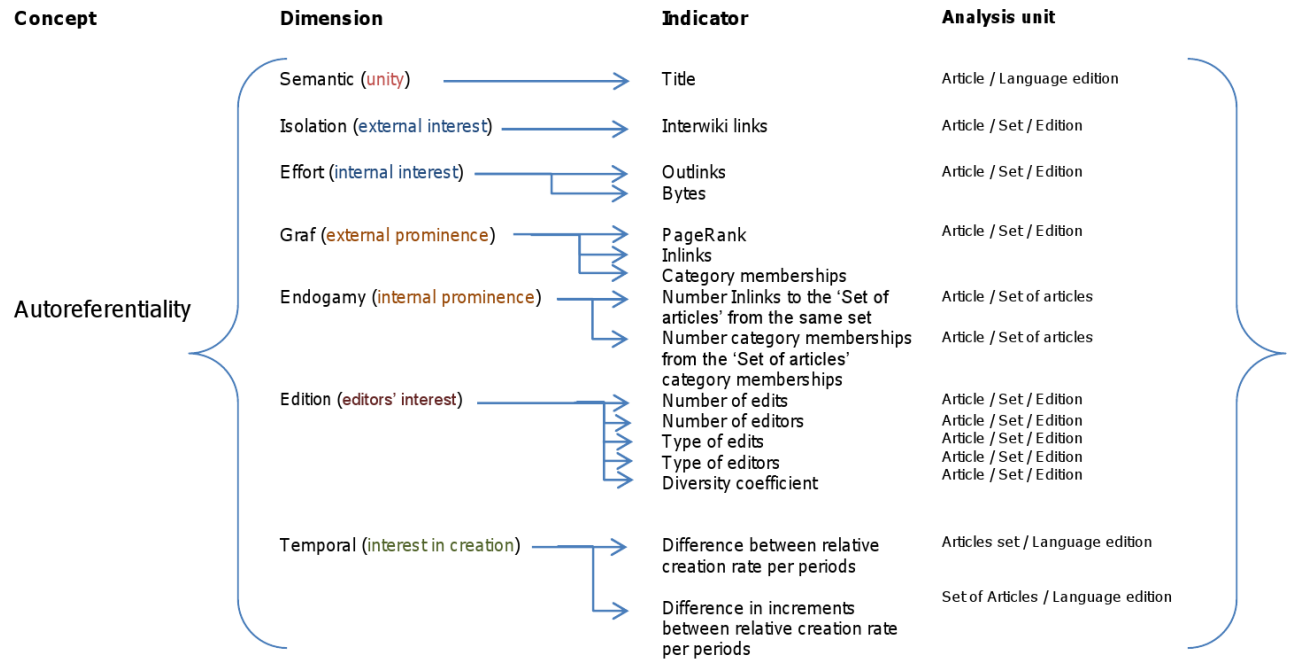 Concept Dimension Indicator Analysis unit
Semantic (unity) Title Article / Language edition
Isolation (external interest) Interwiki links Article / Set / Edition
Effort (internal interest) Outlinks Article / Set / Edition
Bytes
Graf (external prominence) PageRank Article / Set / Edition
Inlinks
Category memberships
Autoreferentiality
Endogamy (internal prominence) Number Inlinks to the ‘Set of Article / Set of articles
articles’ from the same set
Number category memberships Article / Set of articles
from the ‘Set of articles’
category memberships
Edition (editors’ interest) Number of edits Article / Set / Edition
Number of editors Article / Set / Edition
Type of edits Article / Set / Edition
Type of editors Article / Set / Edition
Diversity coefficient Article / Set / Edition
Temporal (interest in creation) Difference between relative Articles set / Language edition
creation rate per periods
Difference in increments Set of Articles / Language edition
between relative creation rate
per periods